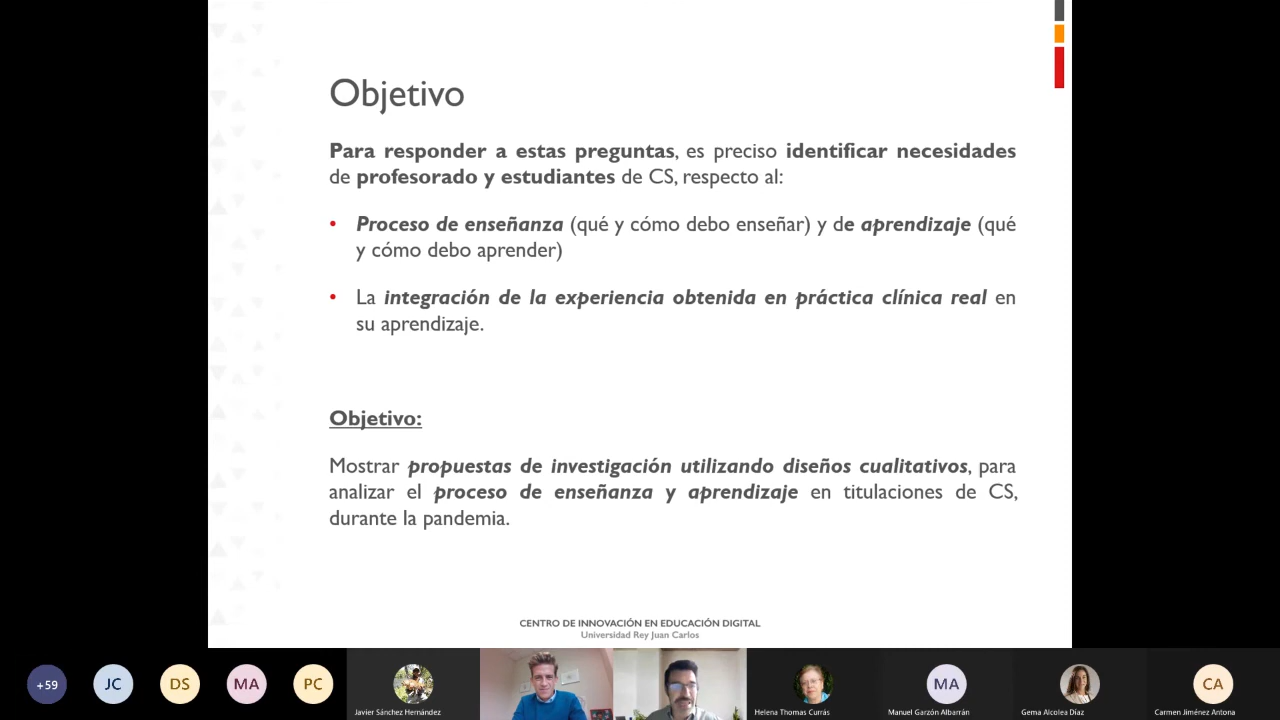 Objetivo
Para responder a estas preguntas, es preciso identificar necesidades
de profesorado y estudiantes de CS, respecto al:
• Proceso de enseñanza (qué y cómo debo enseñar) y de aprendizaje (qué
y cómo debo aprender)
• La integración de la experiencia obtenida en práctica clínica real en
su aprendizaje.
Objetivo:
Mostrar propuestas de investigación utilizando diseños cualitativos, para
analizar el proceso de enseñanza y aprendizaje en titulaciones de CS,
durante la pandemia.
CENTRO DE INNOVACIÓN EN EDUCACIÓN DIGITAL
Universidad Rey Juan Carlos
+59
JC
DS
MA
PC
Javier Sánchez Hernández
Helena Thomas Currás
MA
Manuel Garzón Albarrán
Gema Alcolea Díaz
CA
Carmen Jiménez Antona